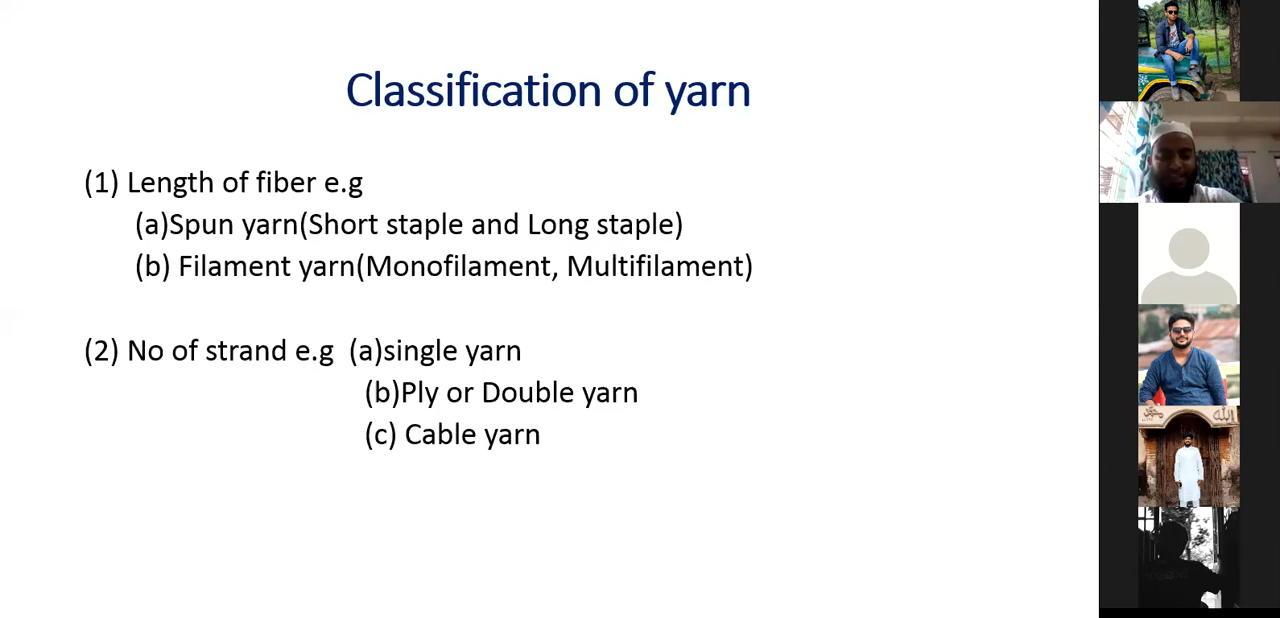 Classification of yarn
(1) Length of fiber e.g
(a)Spun yarn(Short staple and Long staple)
(b) Filament yarn(Monofilament, Multifilament)
(2) No of strand e.g  (a)single yarn
(b)Ply or Double yarn
(c) Cable yarn
الله